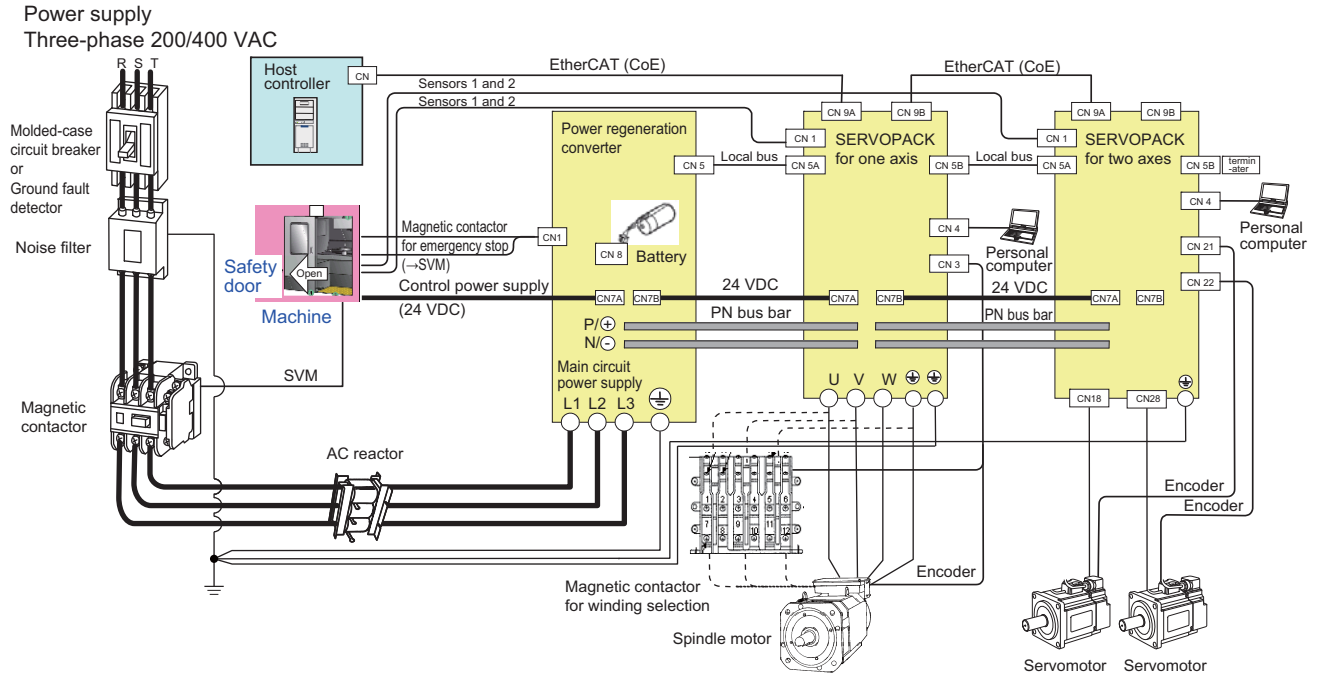 Power supply
Three-phase 200/400 VAC
R S T
Molded-case
circuit breaker
or
Ground fault
detector
Noise filter
Magnetic
contactor
Host
controller
CN
EtherCAT (CoE)
Sensors 1 and 2
Sensors 1 and 2
EtherCAT (CoE)
Safety
door
Open
Machine
Magnetic contactor
for emergency stop
(→SVM)
Control power supply
(24 VDC)
SVM
AC reactor
Power regeneration
converter
CN 5
CN1
CN 8
Battery
CN7A
CN7B
P/⊕
N/⊖
Main circuit
power supply
L1 L2 L3
Local bus
24 VDC
PN bus bar
CN 9A
CN 9B
CN 1
SERVOPACK
for one axis
CN 5A
CN 5B
CN 4
Personal
computer
CN 3
CN7A
CN7B
U V W
Local bus
24 VDC
PN bus bar
CN 9A
CN 9B
CN 1
SERVOPACK
for two axes
CN 5A
CN 5B
termin
-ater
CN 4
Personal
computer
CN 21
CN 22
CN7A
CN7B
CN18
CN28
1 2 3 4 5 6
7 8 9 10 11 12
Magnetic contactor
for winding selection
Encoder
Spindle motor
Encoder
Encoder
Servomotor
Servomotor